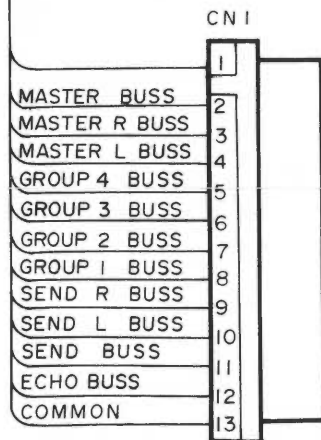 CN1
1
MASTER BUSS
2
MASTER R BUSS
3
MASTER L BUSS
4
GROUP 4 BUSS
5
GROUP 3 BUSS
6
GROUP 2 BUSS
7
GROUP 1 BUSS
8
SEND R BUSS
9
SEND L BUSS
10
SEND BUSS
11
ECHO BUSS
12
COMMON
13